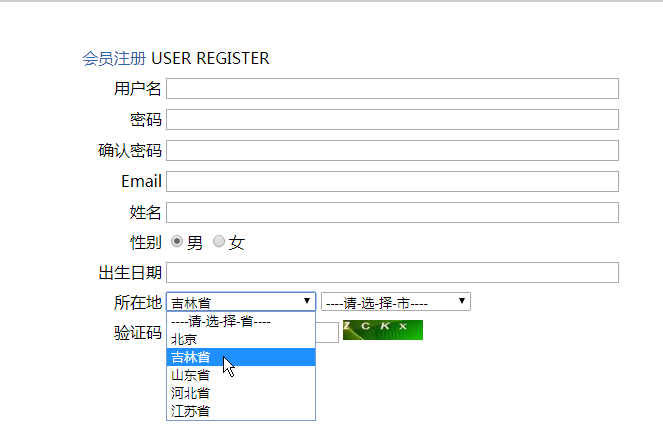 会员注册 USER REGISTER
用户名
密码
确认密码
Email
姓名
性别 男 女
出生日期
所在地 吉林省 ----请-选-择-市----
----请-选-择-省----
验证码 Z C K X
北京
吉林省
山东省
河北省
江苏省